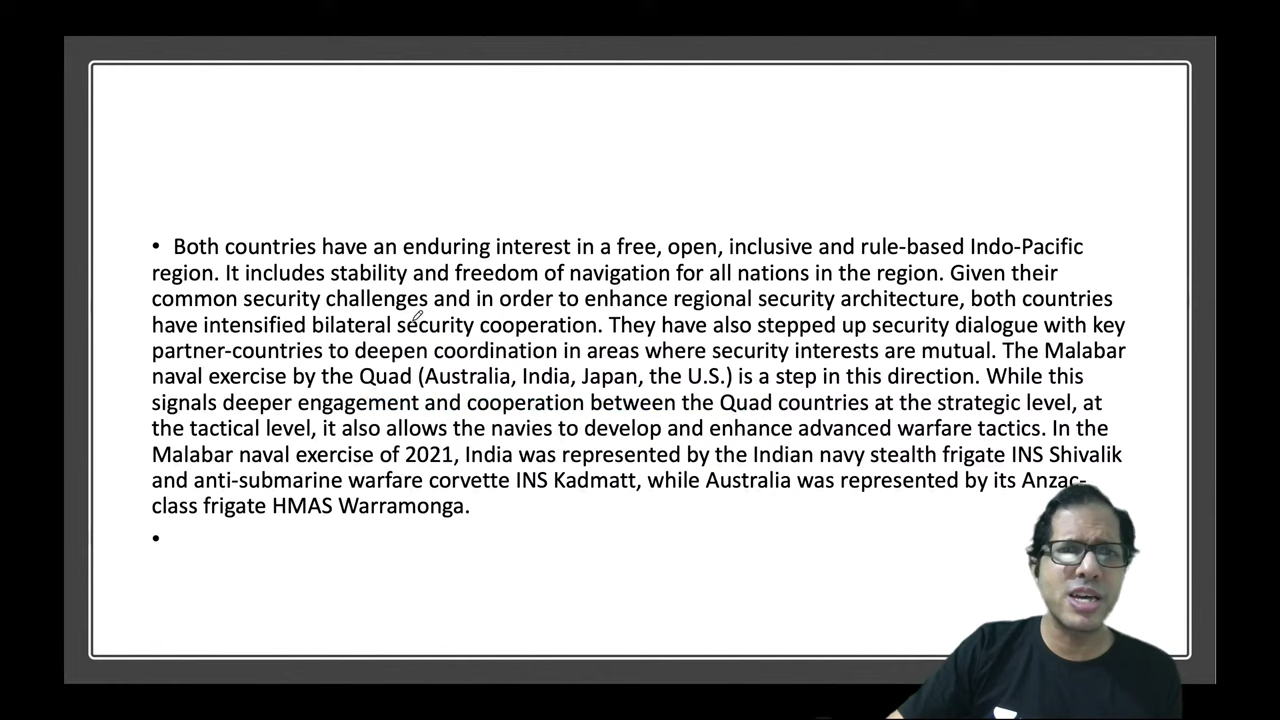 • Both countries have an enduring interest in a free, open, inclusive and rule-based Indo-Pacific
region. It includes stability and freedom of navigation for all nations in the region. Given their
common security challenges and in order to enhance regional security architecture, both countries
have intensified bilateral security cooperation. They have also stepped up security dialogue with key
partner-countries to deepen coordination in areas where security interests are mutual. The Malabar
naval exercise by the Quad (Australia, India, Japan, the U.S.) is a step in this direction. While this
signals deeper engagement and cooperation between the Quad countries at the strategic level, at
the tactical level, it also allows the navies to develop and enhance advanced warfare tactics. In the
Malabar naval exercise of 2021, India was represented by the Indian navy stealth frigate INS Shivalik
and anti-submarine warfare corvette INS Kadmatt, while Australia was represented by its Anzac-
class frigate HMAS Warramonga.
•